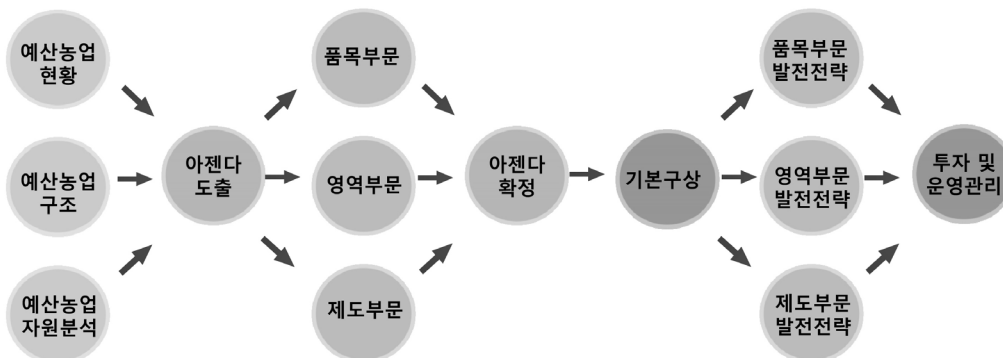 예산농업
현황
예산농업
구조
예산농업
자원분석
아젠다
도출
품목부문
영역부문
제도부문
아젠다
확정
기본구상
품목부문
발전전략
영역부문
발전전략
제도부문
발전전략
투자 및
운영관리